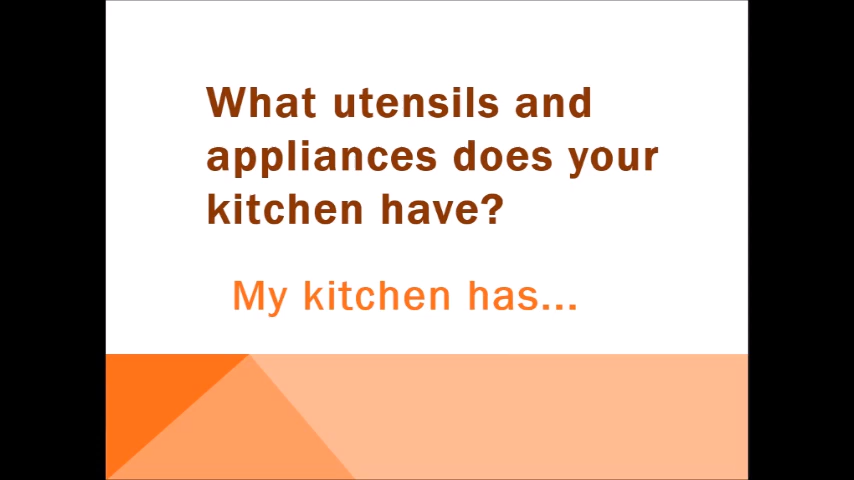 What utensils and
appliances does your
kitchen have?
My kitchen has...